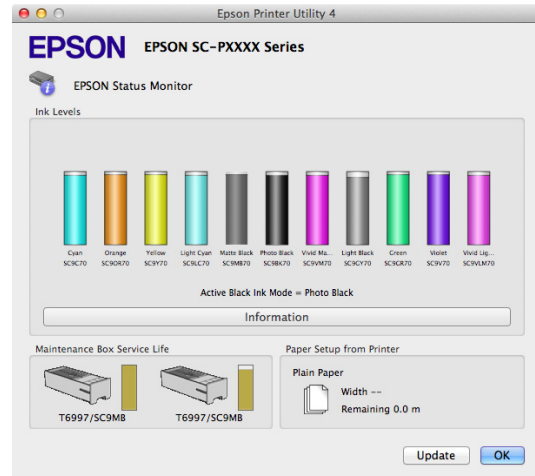 Epson Printer Utility 4
EPSON EPSON SC-PXXXX Series
EPSON Status Monitor
Ink Levels
Cyan Orange Yellow Light Cyan Matte Black Photo Black Vivid Ma... Light Black Green Violet Vivid Lig...
SC9C70 SC9OR70 SC9Y70 SC9LC70 SC9MB70 SC9BK70 SC9VM70 SC9GY70 SC9GR70 SC9V70 SC9VLM70
Active Black Ink Mode = Photo Black
Information
Maintenance Box Service Life
T6997/SC9MB T6997/SC9MB
Paper Setup from Printer
Plain Paper
Width --
Remaining 0.0 m
Update OK